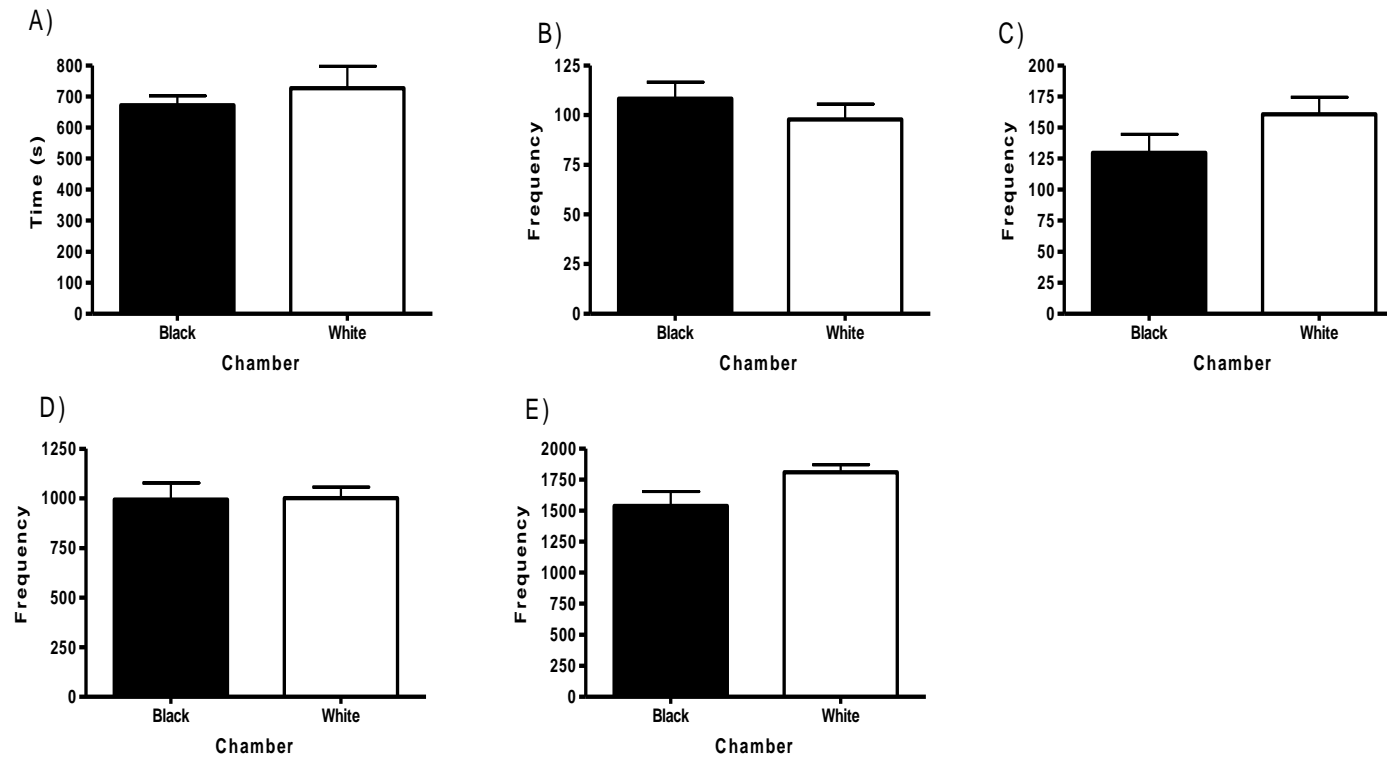 A)
Time (s)
800
700
600
500
400
300
200
100
0
Black White
Chamber
B)
Frequency
125
100
75
50
25
0
Black White
Chamber
C)
Frequency
200
175
150
125
100
75
50
25
0
Black White
Chamber
D)
Frequency
1250
1000
750
500
250
0
Black White
Chamber
E)
Frequency
2000
1750
1500
1250
1000
750
500
250
0
Black White
Chamber